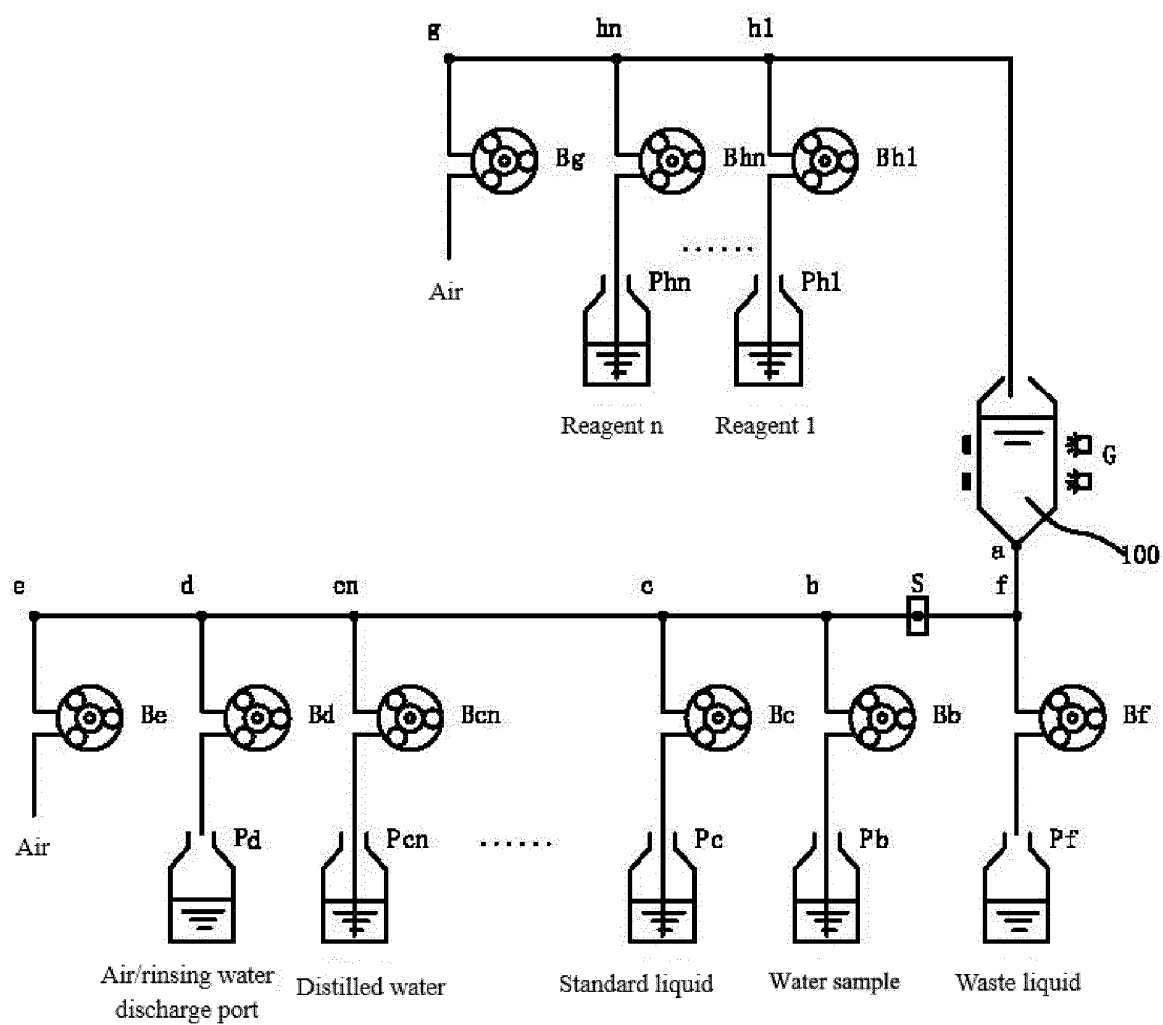 g hn h1
Bg Bhn Bh1
......
Phn Ph1
Air
Reagent n Reagent 1
G
a 100
e d cn c b S f
Be Bd Bcn Bc Bb Bf
Pd Pcn ...... Pc Pb Pf
Air
Air/rinsing water
discharge port
Distilled water
Standard liquid
Water sample
Waste liquid